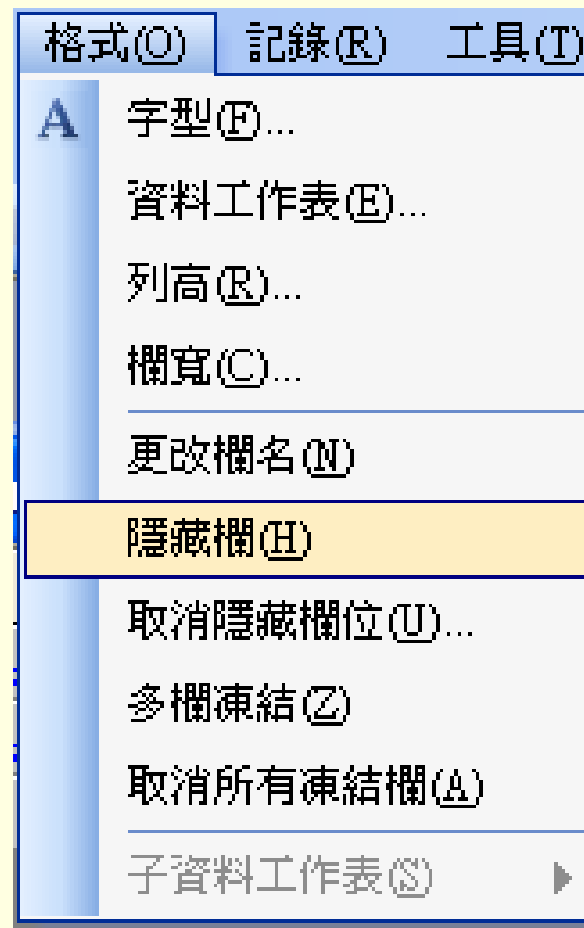 格式(O) 記錄(R) 工具(T)
字型(F)...
資料工作表(E)...
列高(R)...
欄寬(C)...
更改欄名(N)
隱藏欄(H)
取消隱藏欄位(U)...
多欄凍結(Z)
取消所有凍結欄(A)
子資料工作表(S)